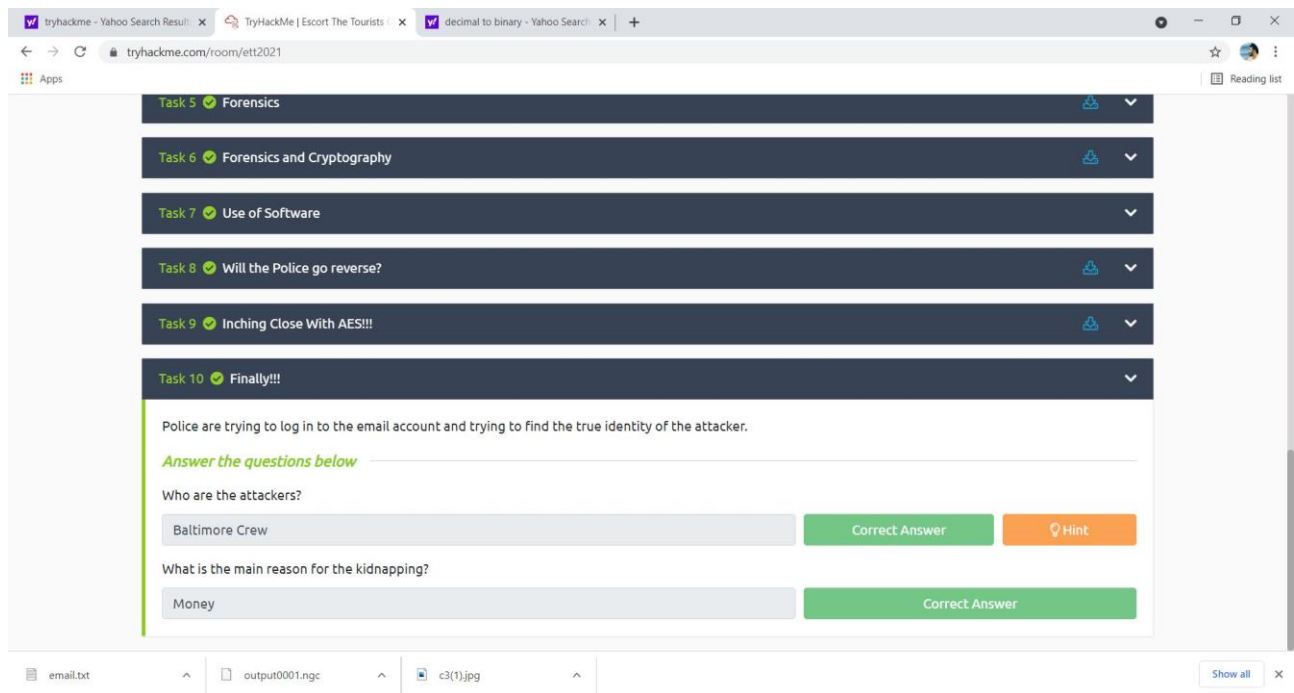 tryhackme - Yahoo Search Result
TryHackMe | Escort The Tourists
decimal to binary - Yahoo Search
tryhackme.com/room/ett2021
Apps
Reading list
Task 5 Forensics
Task 6 Forensics and Cryptography
Task 7 Use of Software
Task 8 Will the Police go reverse?
Task 9 Inching Close With AES!!!
Task 10 Finally!!!
Police are trying to log in to the email account and trying to find the true identity of the attacker.
Answer the questions below
Who are the attackers?
Baltimore Crew Correct Answer Hint
What is the main reason for the kidnapping?
Money Correct Answer
email.txt output0001.ngc c3(1).jpg Show all